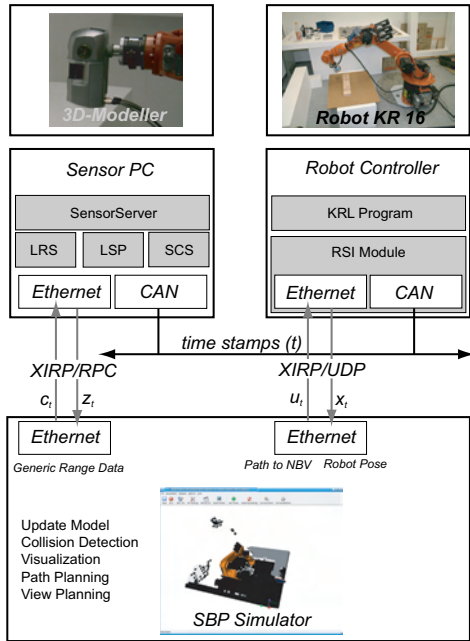 3D-Modeller
Robot KR 16
Sensor PC
SensorServer
LRS
LSP
SCS
Ethernet
CAN
Robot Controller
KRL Program
RSI Module
Ethernet
CAN
time stamps (t)
XIRP/RPC
XIRP/UDP
c_t
z_t
u_t
x_t
Ethernet
Ethernet
Generic Range Data
Path to NBV
Robot Pose
Update Model
Collision Detection
Visualization
Path Planning
View Planning
SBP Simulator